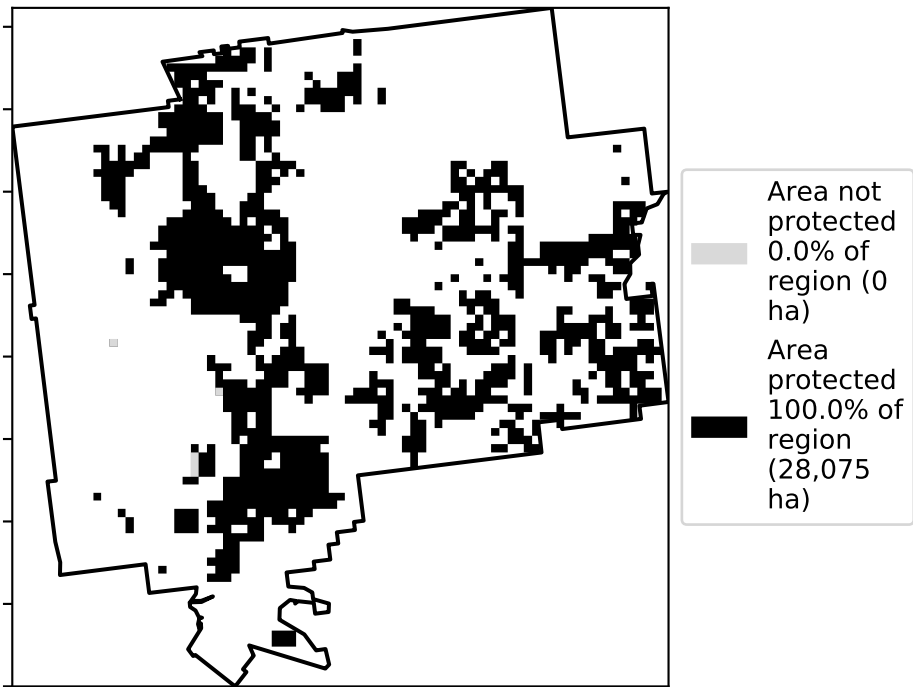 Area not
protected
0.0% of
region (0
ha)
Area
protected
100.0% of
region
(28,075
ha)